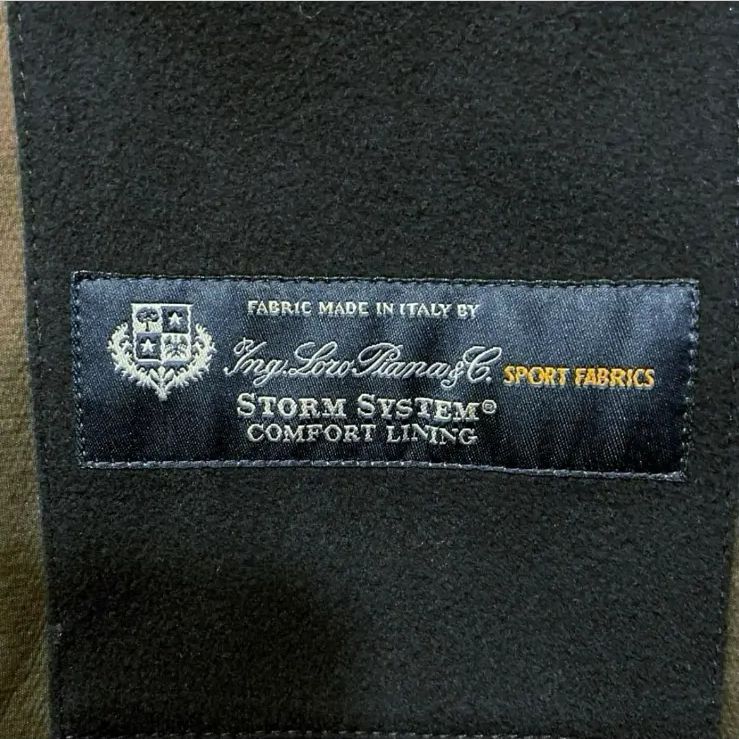 FABRIC MADE IN ITALY BY
Ing. Loro Piana & C. SPORT FABRICS
STORM SYSTEM®
COMFORT LINING